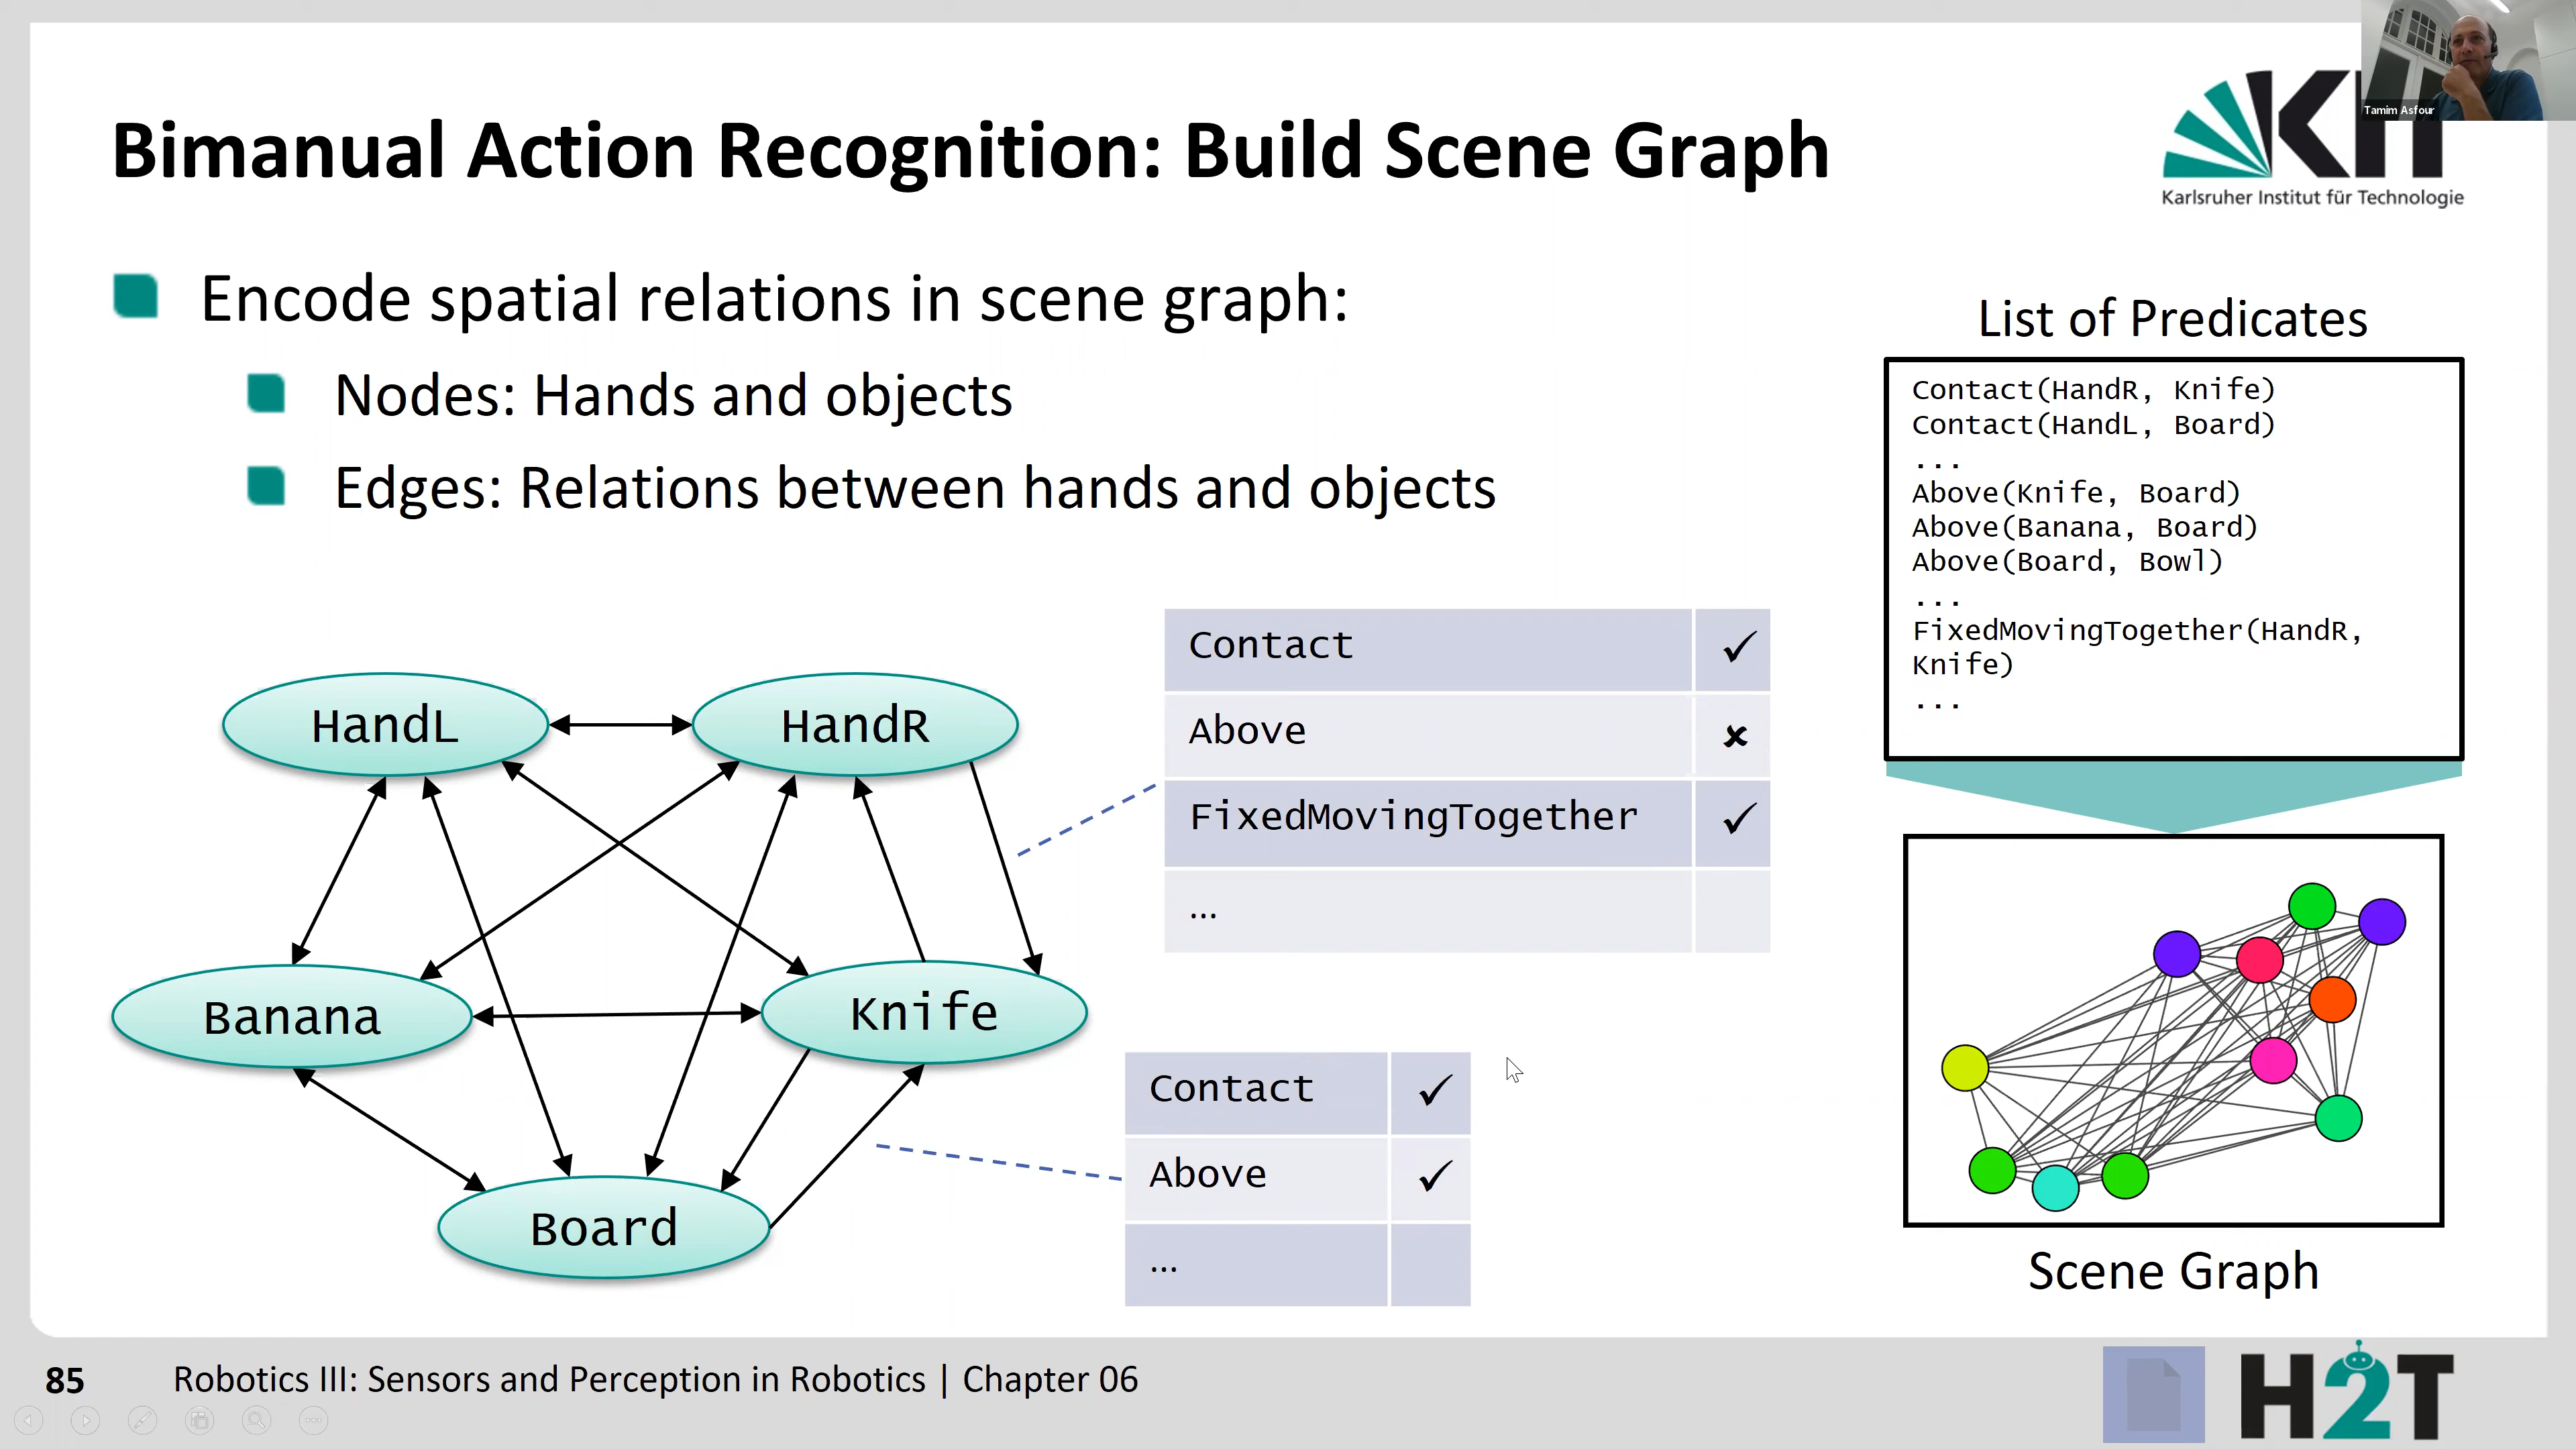 Tamim Asfour
Bimanual Action Recognition: Build Scene Graph
KIT
Karlsruher Institut für Technologie
Encode spatial relations in scene graph:
Nodes: Hands and objects
Edges: Relations between hands and objects
List of Predicates
Contact(HandR, Knife)
Contact(HandL, Board)
...
Above(Knife, Board)
Above(Banana, Board)
Above(Board, Bowl)
...
FixedMovingTogether(HandR,
Knife)
...
HandL
HandR
Banana
Knife
Board
Contact ✓
Above ✗
FixedMovingTogether ✓
...
Contact ✓
Above ✓
...
Scene Graph
85 Robotics III: Sensors and Perception in Robotics | Chapter 06
H2T